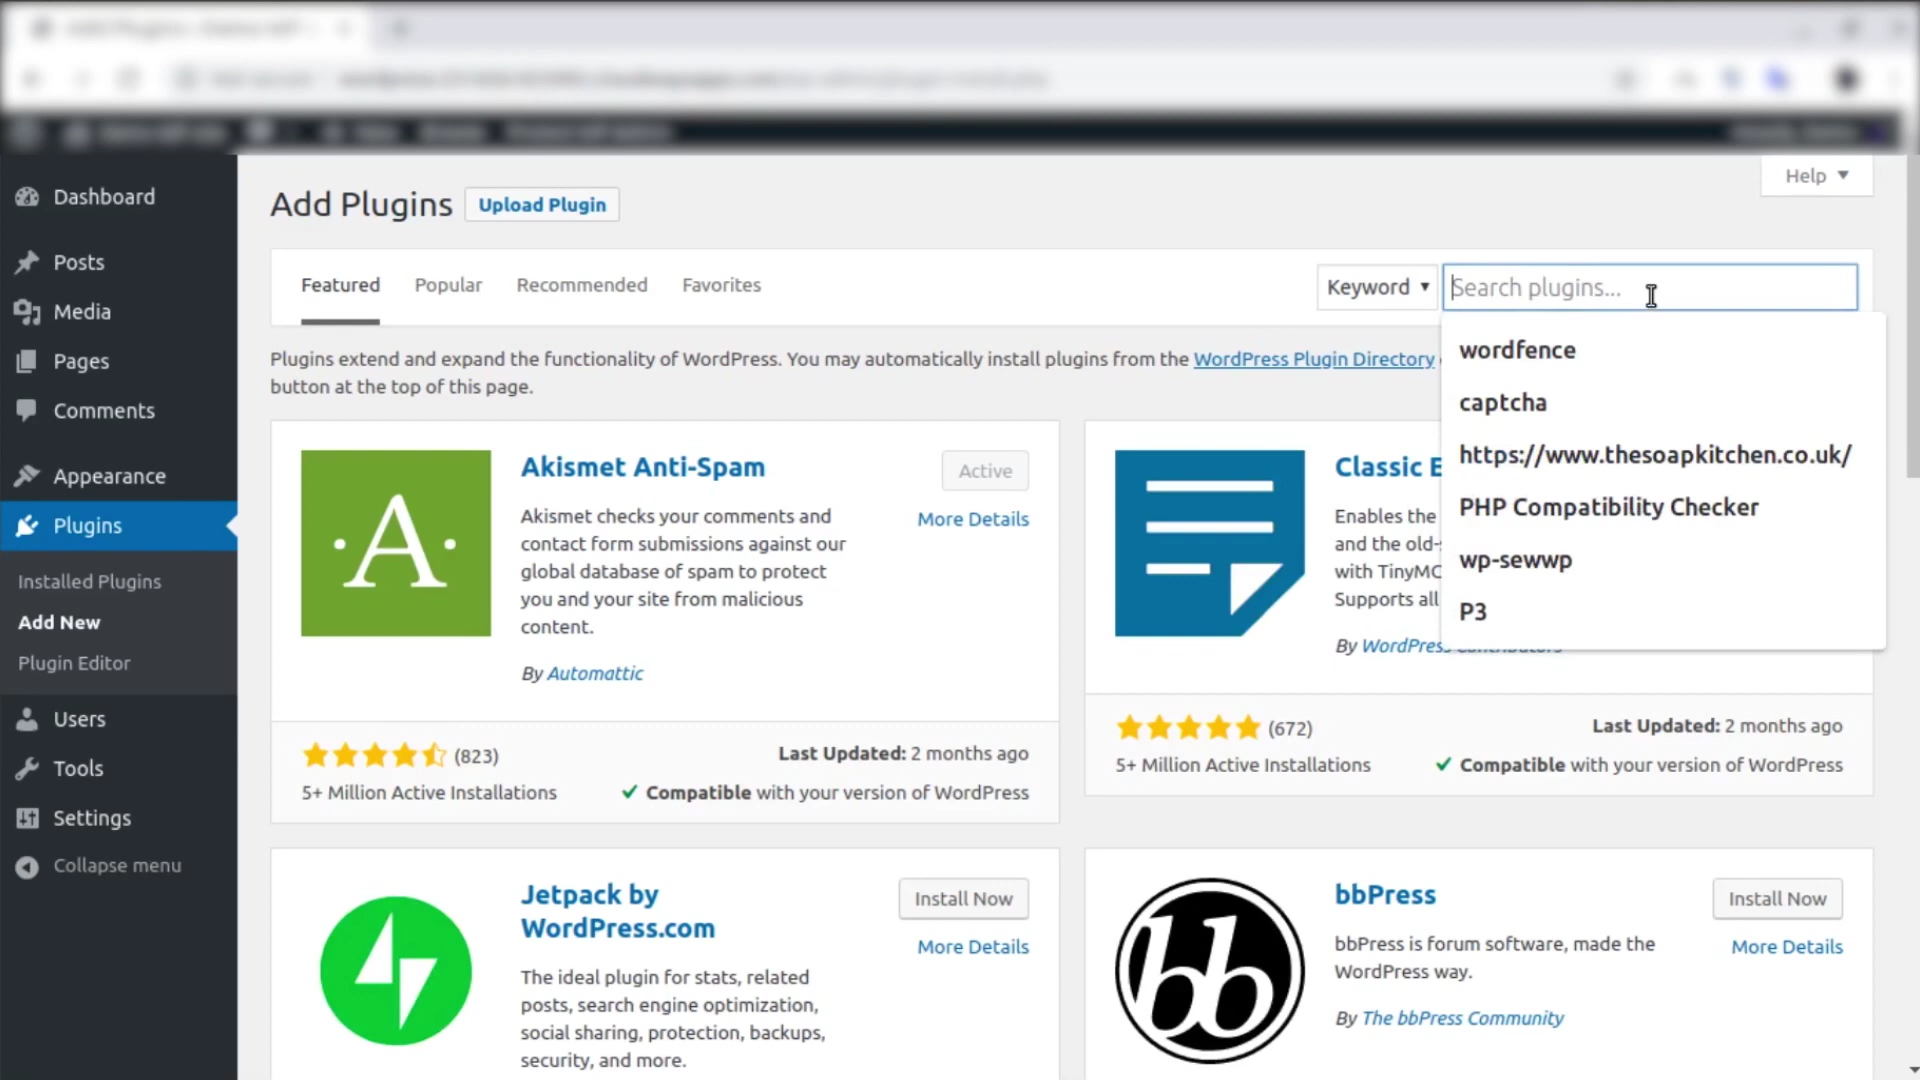 Dashboard
Posts
Media
Pages
Comments
Appearance
Plugins
Installed Plugins
Add New
Plugin Editor
Users
Tools
Settings
Collapse menu
Help ▼
Add Plugins
Upload Plugin
Featured
Popular
Recommended
Favorites
Keyword ▼
Search plugins...
wordfence
captcha
https://www.thesoapkitchen.co.uk/
PHP Compatibility Checker
wp-sewwp
P3
Plugins extend and expand the functionality of WordPress. You may automatically install plugins from the WordPress Plugin Directory
button at the top of this page.
A
Akismet Anti-Spam
Active
More Details
Akismet checks your comments and
contact form submissions against our
global database of spam to protect
you and your site from malicious
content.
By Automattic
(823)
Last Updated: 2 months ago
5+ Million Active Installations
✔ Compatible with your version of WordPress
Classic E
Enables the
and the old-
with TinyMC
Supports all
By WordPress
(672)
Last Updated: 2 months ago
5+ Million Active Installations
✔ Compatible with your version of WordPress
Jetpack by
WordPress.com
Install Now
More Details
The ideal plugin for stats, related
posts, search engine optimization,
social sharing, protection, backups,
security, and more.
bb
bbPress
Install Now
More Details
bbPress is forum software, made the
WordPress way.
By The bbPress Community